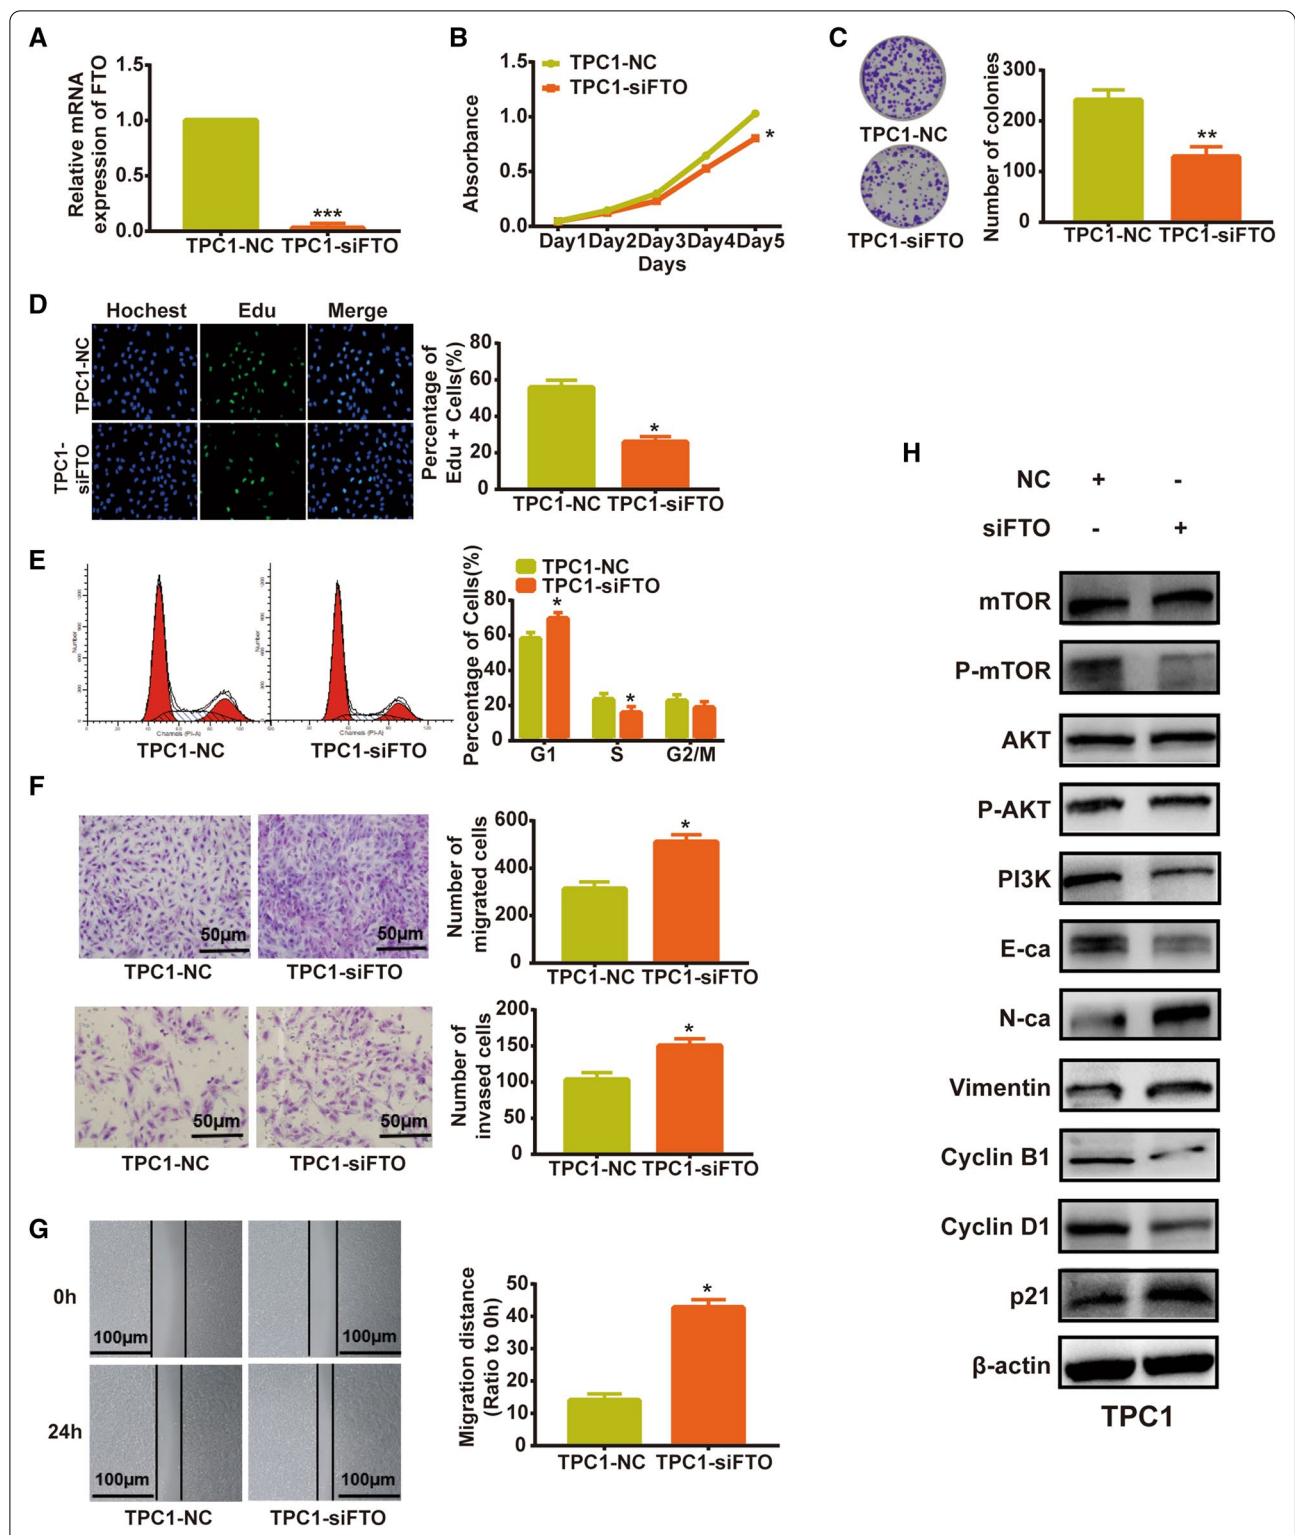 A
Relative mRNA
expression of FTO
1.5
1.0
0.5
0.0
***
TPC1-NC TPC1-siFTO
B
Absorbance
1.5
1.0
0.5
0.0
TPC1-NC
TPC1-siFTO
*
Day1 Day2 Day3 Day4 Day5
Days
C
TPC1-NC
TPC1-siFTO
Number of colonies
300
200
100
0
**
TPC1-NC TPC1-siFTO
D
Hochest Edu Merge
TPC1-NC
TPC1-
siFTO
Percentage of
Edu + Cells(%)
80
60
40
20
0
*
TPC1-NC TPC1-siFTO
E
Number
Channels (PI-A)
TPC1-NC
Number
Channels (PI-A)
TPC1-siFTO
TPC1-NC
TPC1-siFTO
Percentage of Cells(%)
80
60
40
20
0
*
*
G1 S G2/M
F
50μm
50μm
TPC1-NC TPC1-siFTO
Number of
migrated cells
600
400
200
0
*
TPC1-NC TPC1-siFTO
50μm
50μm
TPC1-NC TPC1-siFTO
Number of
invased cells
200
150
100
50
0
*
TPC1-NC TPC1-siFTO
G
0h
100μm
100μm
24h
100μm
100μm
TPC1-NC TPC1-siFTO
Migration distance
(Ratio to 0h)
50
40
30
20
10
0
*
TPC1-NC TPC1-siFTO
H
NC + -
siFTO - +
mTOR
P-mTOR
AKT
P-AKT
PI3K
E-ca
N-ca
Vimentin
Cyclin B1
Cyclin D1
p21
β-actin
TPC1